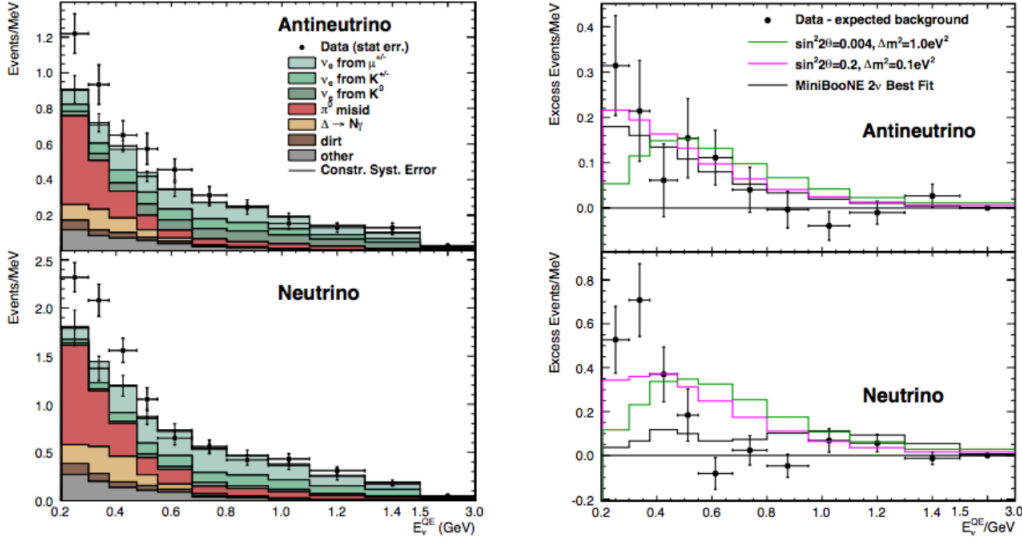 Events/MeV
1.2
1.0
0.8
0.6
0.4
0.2
Antineutrino
Data (stat err.)
νe from μ+/-
νe from K+/-
νe from K0
π0 misid
Δ → Nγ
dirt
other
Constr. Syst. Error
Events/MeV
2.5
2.0
1.5
1.0
0.5
0.0
Neutrino
0.2 0.4 0.6 0.8 1.0 1.2 1.4 1.5 3.0
EνQE (GeV)
Excess Events/MeV
0.4
0.3
0.2
0.1
0.0
Data - expected background
sin22θ=0.004, Δm2=1.0eV2
sin22θ=0.2, Δm2=0.1eV2
MiniBooNE 2ν Best Fit
Antineutrino
Excess Events/MeV
0.8
0.6
0.4
0.2
0.0
-0.2
Neutrino
0.2 0.4 0.6 0.8 1.0 1.2 1.4 1.5 3.0
EνQE/GeV